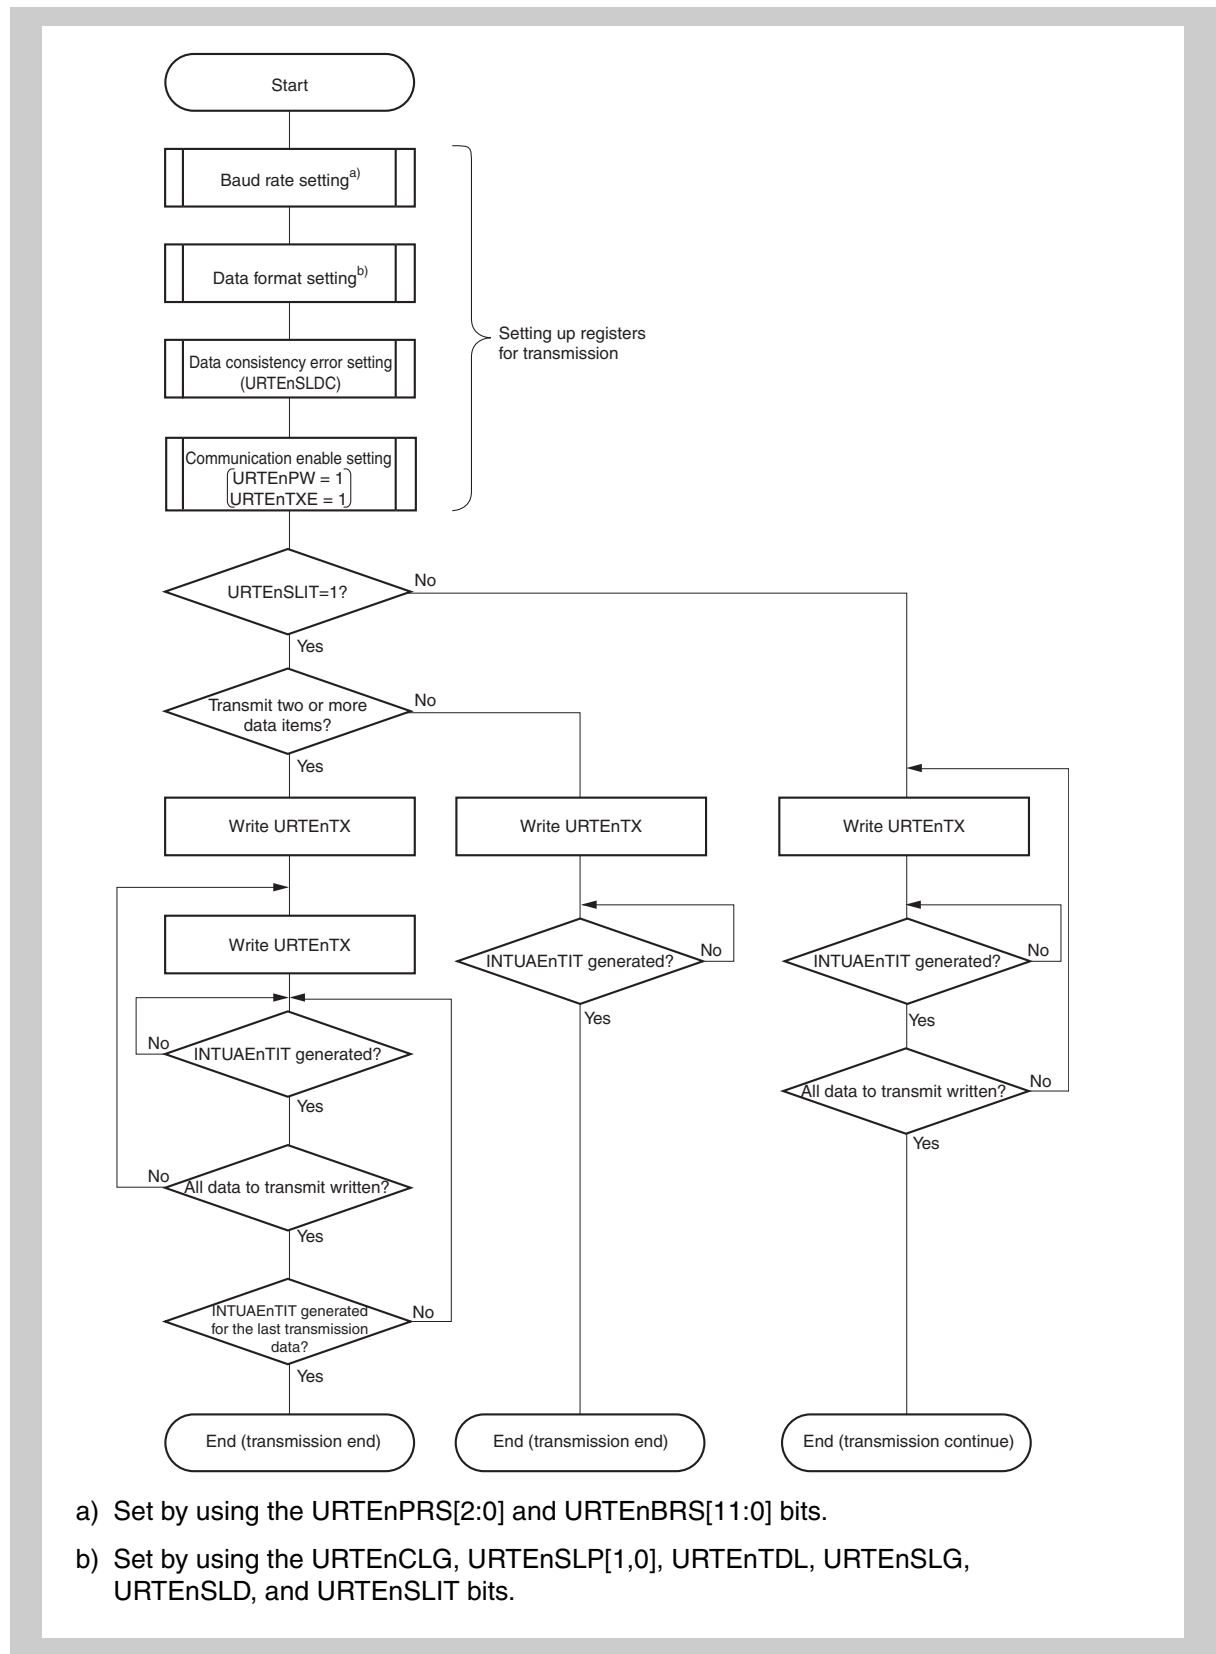 Start
Baud rate setting a)
Data format setting b)
Data consistency error setting
(URTEnSLDC)
Communication enable setting
URTEnPW = 1
URTEnTXE = 1
Setting up registers
for transmission
URTEnSLIT=1?
No
Yes
Transmit two or more
data items?
No
Yes
Write URTEnTX
Write URTEnTX
Write URTEnTX
Write URTEnTX
INTUAEnTIT generated?
No
Yes
INTUAEnTIT generated?
No
Yes
INTUAEnTIT generated?
No
Yes
All data to transmit written?
No
Yes
All data to transmit written?
No
Yes
INTUAEnTIT generated
for the last transmission
data?
No
Yes
End (transmission end)
End (transmission end)
End (transmission continue)
a) Set by using the URTEnPRS[2:0] and URTEnBRS[11:0] bits.
b) Set by using the URTEnCLG, URTEnSLP[1,0], URTEnTDL, URTEnSLG,
URTEnSLD, and URTEnSLIT bits.